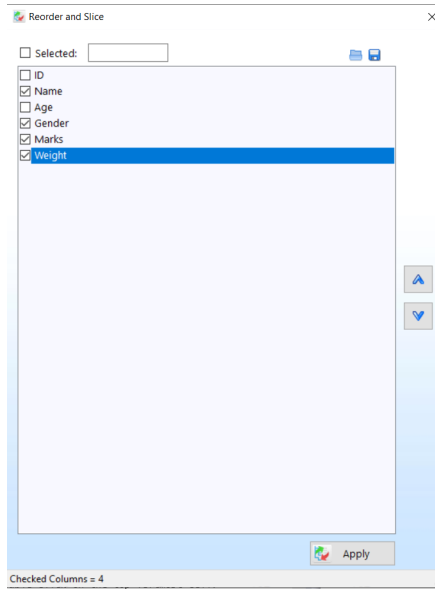 Reorder and Slice
Selected:
ID
Name
Age
Gender
Marks
Weight
Apply
Checked Columns = 4